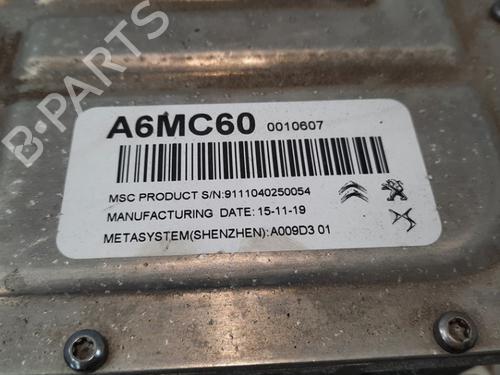 B-PARTS
A6MC60 0010607
MSC PRODUCT S/N:9111040250054
MANUFACTURING DATE: 15-11-19
METASYSTEM(SHENZHEN):A009D3 01